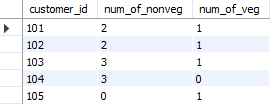 customer_id num_of_nonveg num_of_veg
101 2 1
102 2 1
103 3 1
104 3 0
105 0 1